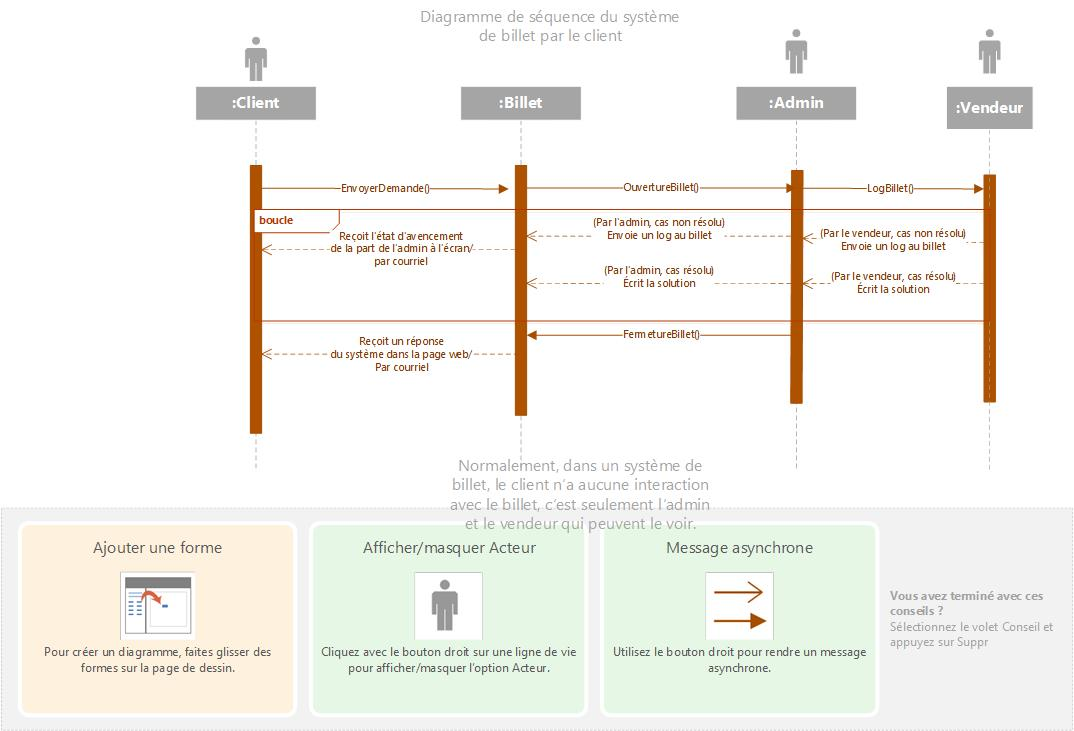 Diagramme de séquence du système
de billet par le client
:Client
:Billet
:Admin
:Vendeur
EnvoyerDemande()
OuvertureBillet()
LogBillet()
boucle
(Par l'admin, cas non résolu)
Envoie un log au billet
(Par le vendeur, cas non résolu)
Envoie un log au billet
Reçoit l'état d'avencement
de la part de l'admin à l'écran/
par courriel
(Par l'admin, cas résolu)
Écrit la solution
(Par le vendeur, cas résolu)
Écrit la solution
FermetureBillet()
Reçoit un réponse
du système dans la page web/
Par courriel
Normalement, dans un système de
billet, le client n'a aucune interaction
avec le billet, c'est seulement l'admin
et le vendeur qui peuvent le voir.
Ajouter une forme
Pour créer un diagramme, faites glisser des
formes sur la page de dessin.
Afficher/masquer Acteur
Cliquez avec le bouton droit sur une ligne de vie
pour afficher/masquer l'option Acteur.
Message asynchrone
Utilisez le bouton droit pour rendre un message
asynchrone.
Vous avez terminé avec ces
conseils ?
Sélectionnez le volet Conseil et
appuyez sur Suppr